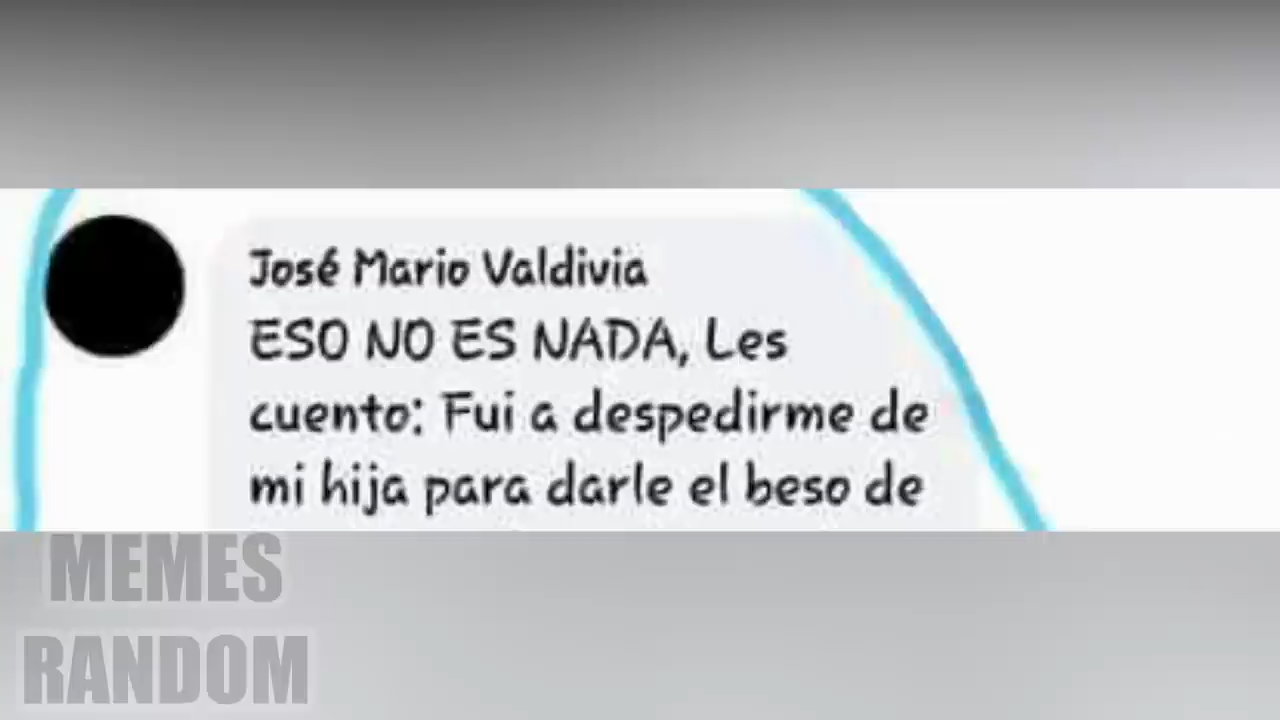 José Mario Valdivia
ESO NO ES NADA, Les
cuento: Fui a despedirme de
mi hija para darle el beso de
MEMES
RANDOM